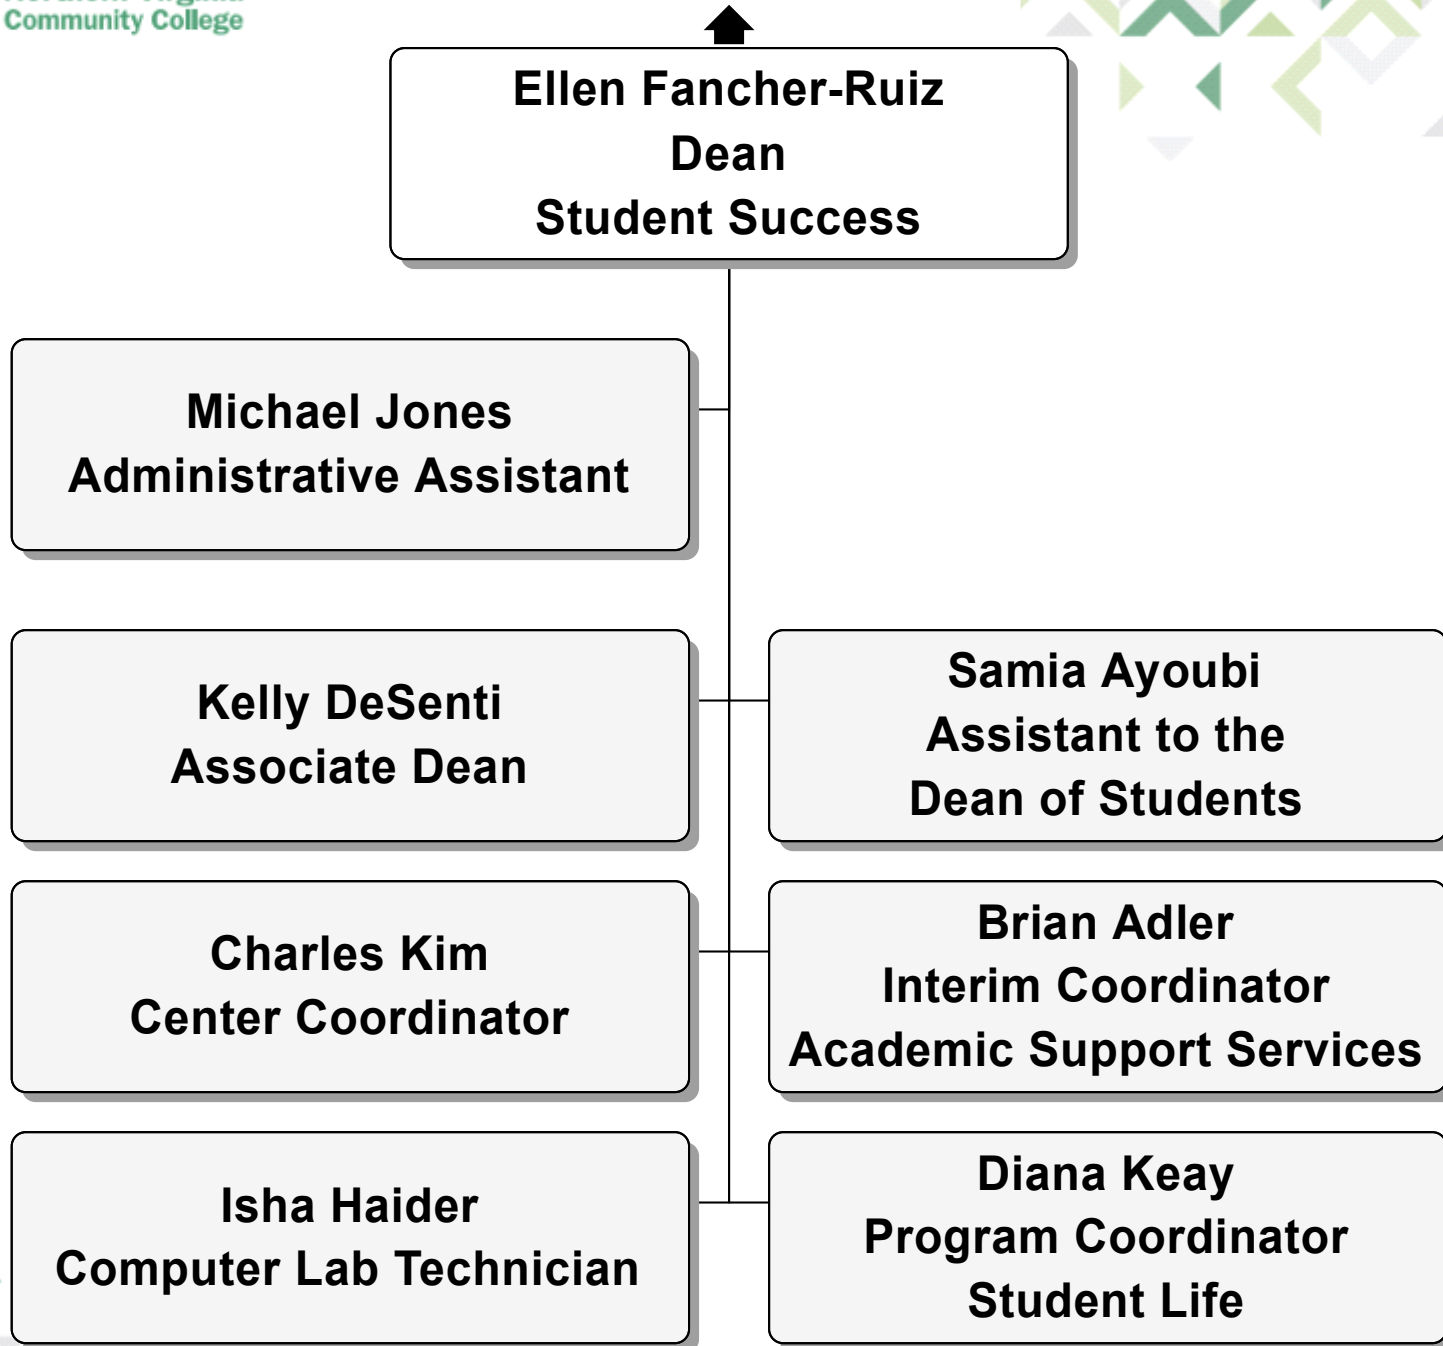 Community College
Ellen Fancher-Ruiz
Dean
Student Success
Michael Jones
Administrative Assistant
Kelly DeSenti
Associate Dean
Samia Ayoubi
Assistant to the
Dean of Students
Charles Kim
Center Coordinator
Brian Adler
Interim Coordinator
Academic Support Services
Isha Haider
Computer Lab Technician
Diana Keay
Program Coordinator
Student Life